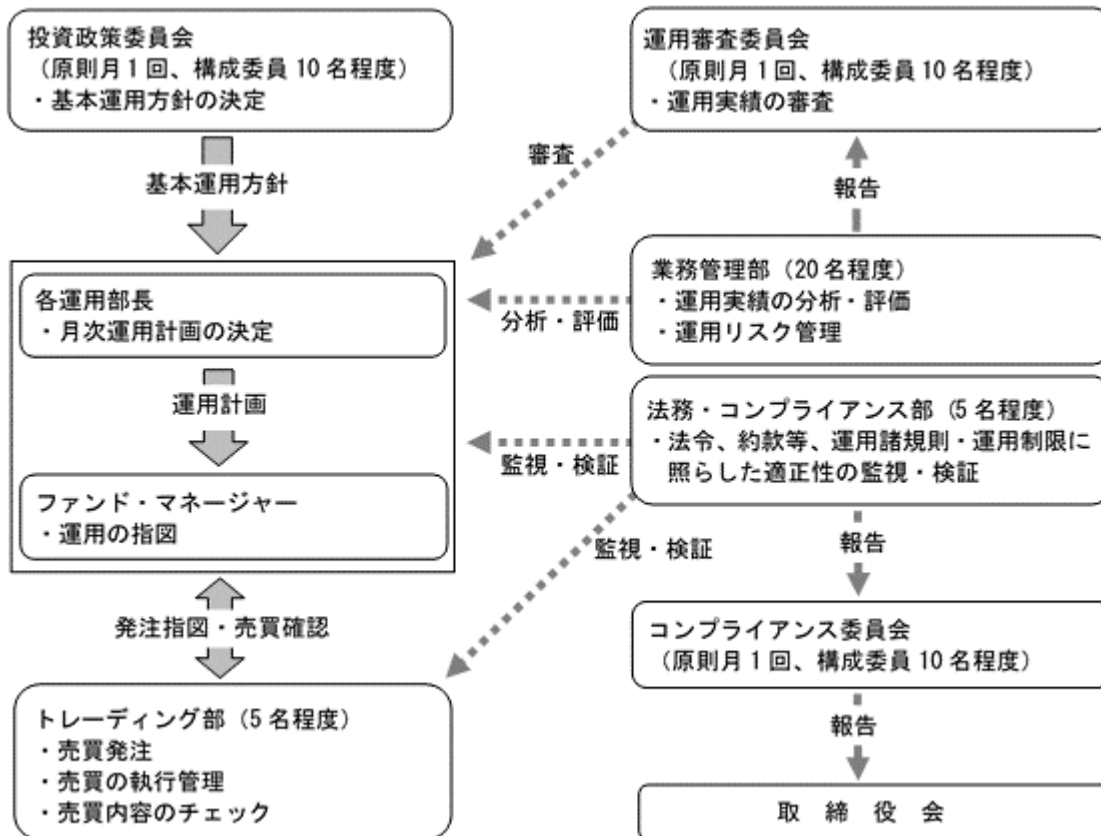 投資政策委員会
（原則月1回、構成委員10名程度）
・基本運用方針の決定
基本運用方針
各運用部長
・月次運用計画の決定
運用計画
ファンド・マネージャー
・運用の指図
発注指図・売買確認
トレーディング部（5名程度）
・売買発注
・売買の執行管理
・売買内容のチェック
運用審査委員会
（原則月1回、構成委員10名程度）
・運用実績の審査
審査
報告
業務管理部（20名程度）
・運用実績の分析・評価
・運用リスク管理
分析・評価
法務・コンプライアンス部（5名程度）
・法令、約款等、運用諸規則・運用制限に
照らした適正性の監視・検証
監視・検証
監視・検証
報告
コンプライアンス委員会
（原則月1回、構成委員10名程度）
報告
取締役会